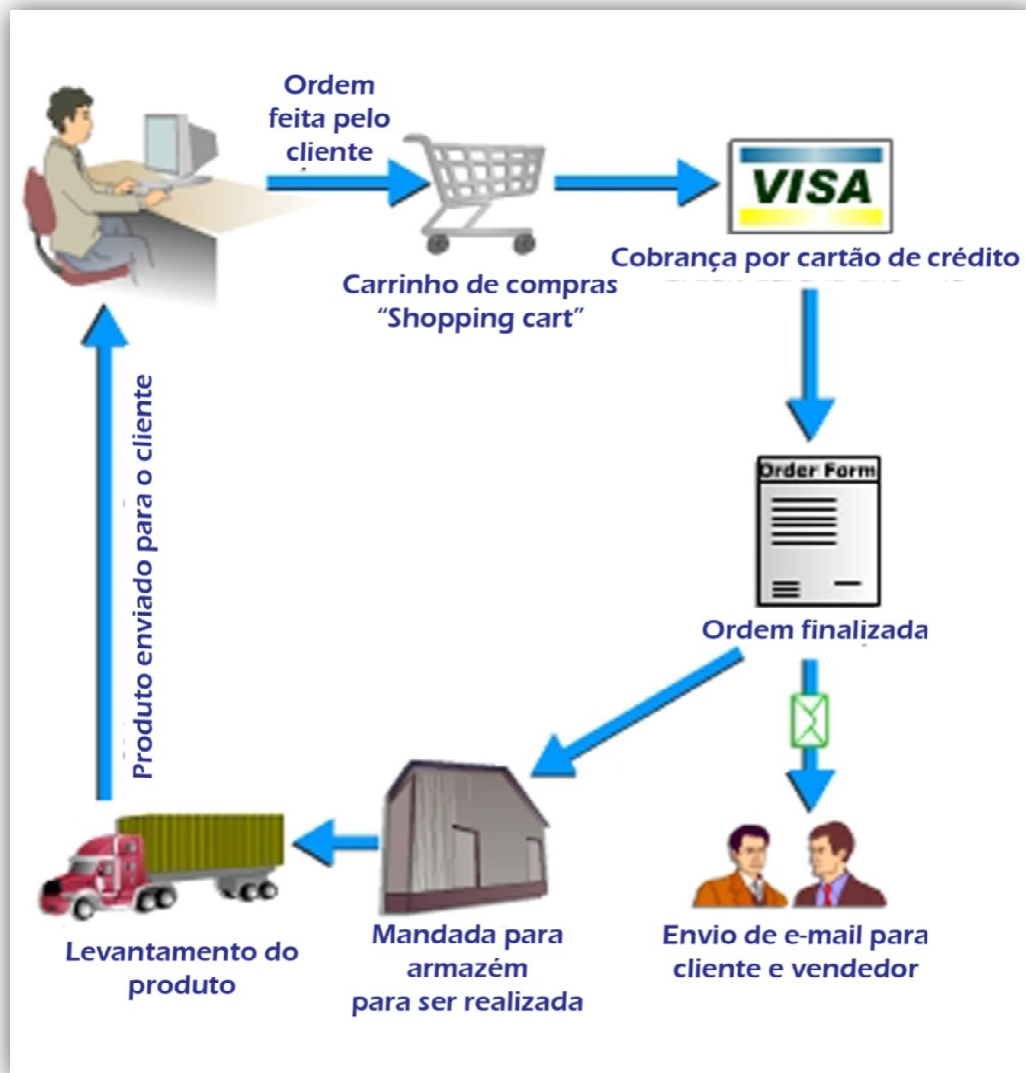 Ordem
feita pelo
cliente
VISA
Carrinho de compras
“Shopping cart”
Cobrança por cartão de crédito
Order Form
Ordem finalizada
Produto enviado para o cliente
Levantamento do
produto
Mandada para
armazém
para ser realizada
Envio de e-mail para
cliente e vendedor